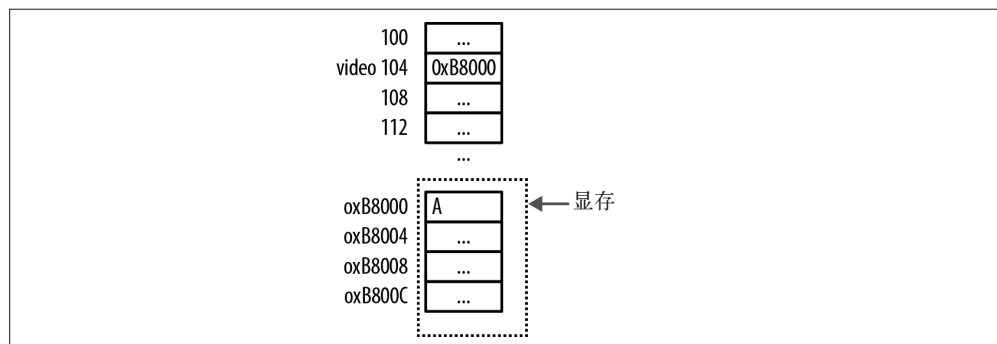 100 ...
video 104 0xB8000
108 ...
112 ...
...
oxB8000 A 显存
oxB8004 ...
oxB8008 ...
oxB800C ...